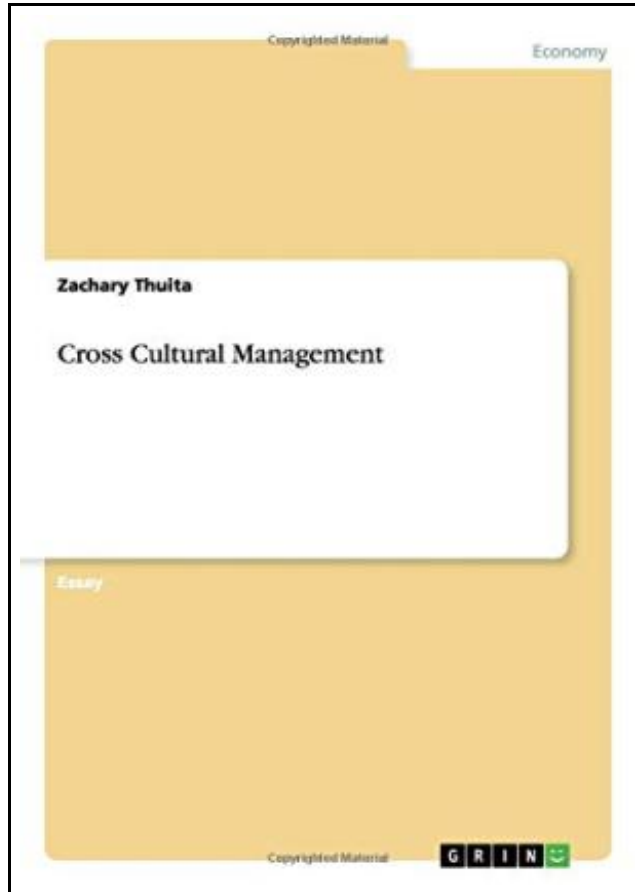 Copyrighted Material
Economy
Zachary Thuita
Cross Cultural Management
Essay
Copyrighted Material
GRIN